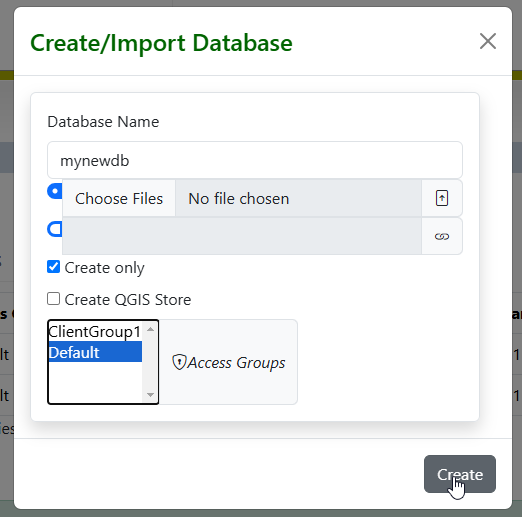 Create/Import Database
Database Name
mynewdb
Choose Files No file chosen
Create only
Create QGIS Store
ClientGroup1
Default
Access Groups
Create